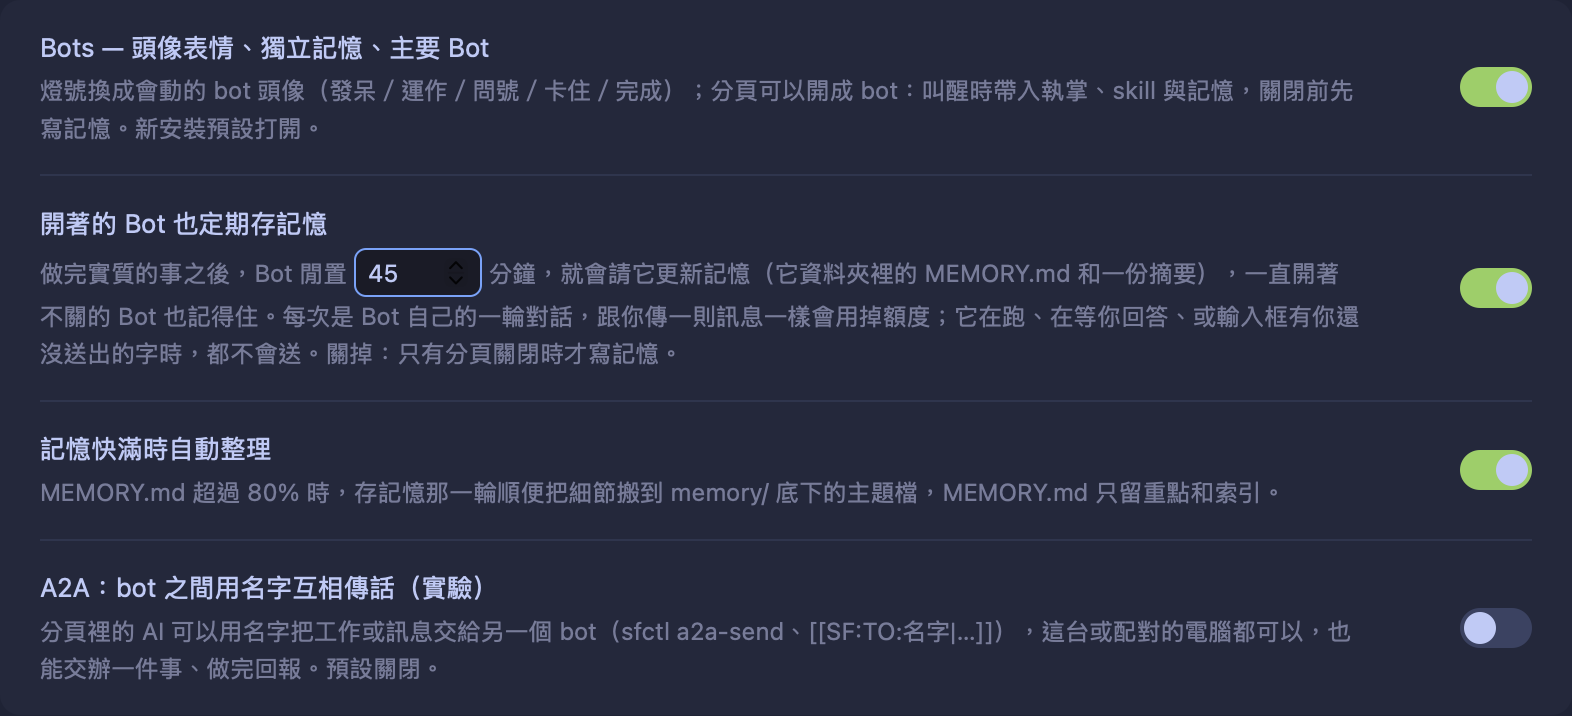 Bots — 頭像表情、獨立記憶、主要 Bot
燈號換成會動的 bot 頭像（發呆 / 運作 / 問號 / 卡住 / 完成）；分頁可以開成 bot：叫醒時帶入執掌、skill 與記憶，關閉前先
寫記憶。新安裝預設打開。
開著的 Bot 也定期存記憶
做完實質的事之後，Bot 閒置 45 分鐘，就會請它更新記憶（它資料夾裡的 MEMORY.md 和一份摘要），一直開著
不關的 Bot 也記得住。每次是 Bot 自己的一輪對話，跟你傳一則訊息一樣會用掉額度；它在跑、在等你回答、或輸入框有你還
沒送出的字時，都不會送。關掉：只有分頁關閉時才寫記憶。
記憶快滿時自動整理
MEMORY.md 超過 80% 時，存記憶那一輪順便把細節搬到 memory/ 底下的主題檔，MEMORY.md 只留重點和索引。
A2A：bot 之間用名字互相傳話（實驗）
分頁裡的 AI 可以用名字把工作或訊息交給另一個 bot（sfctl a2a-send、[[SF:TO:名字|...]]），這台或配對的電腦都可以，也
能交辦一件事、做完回報。預設關閉。